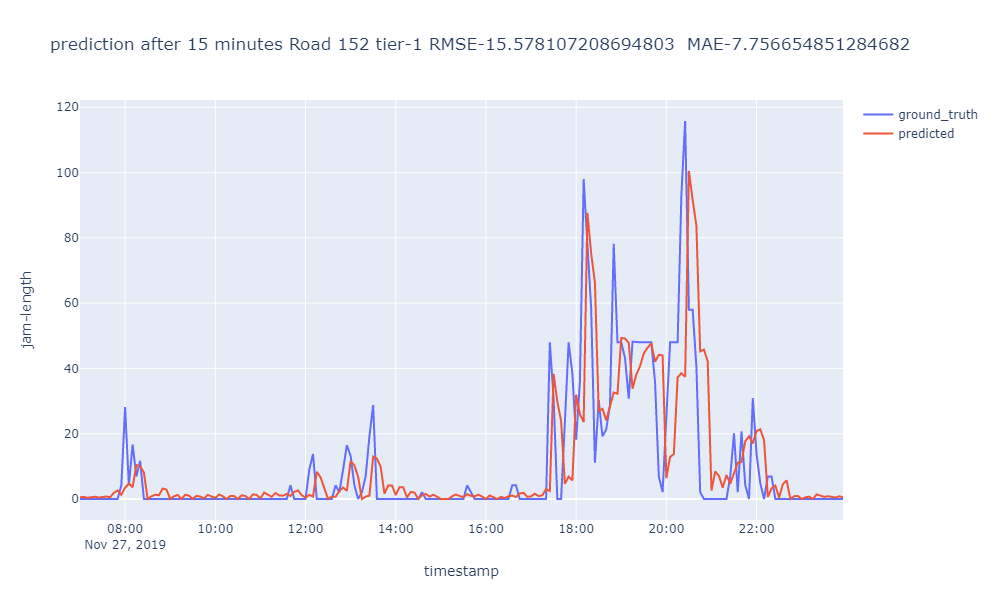 prediction after 15 minutes Road 152 tier-1 RMSE-15.578107208694803  MAE-7.756654851284682
ground_truth
predicted
120
100
80
60
40
20
0
jam-length
08:00 10:00 12:00 14:00 16:00 18:00 20:00 22:00
Nov 27, 2019
timestamp